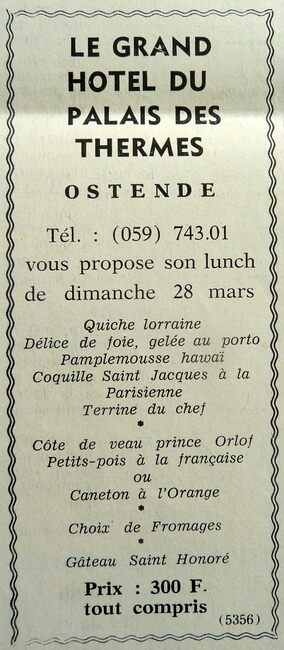 LE GRAND
HOTEL DU
PALAIS DES
THERMES
OSTENDE
Tél. : (059) 743.01
vous propose son lunch
de dimanche 28 mars
Quiche lorraine
Délice de foie, gelée au porto
Pamplemousse hawaï
Coquille Saint Jacques à la
Parisienne
Terrine du chef
*
Côte de veau prince Orlof
Petits-pois à la française
ou
Caneton à l'Orange
*
Choix de Fromages
*
Gâteau Saint Honoré
Prix : 300 F.
tout compris
(5356)